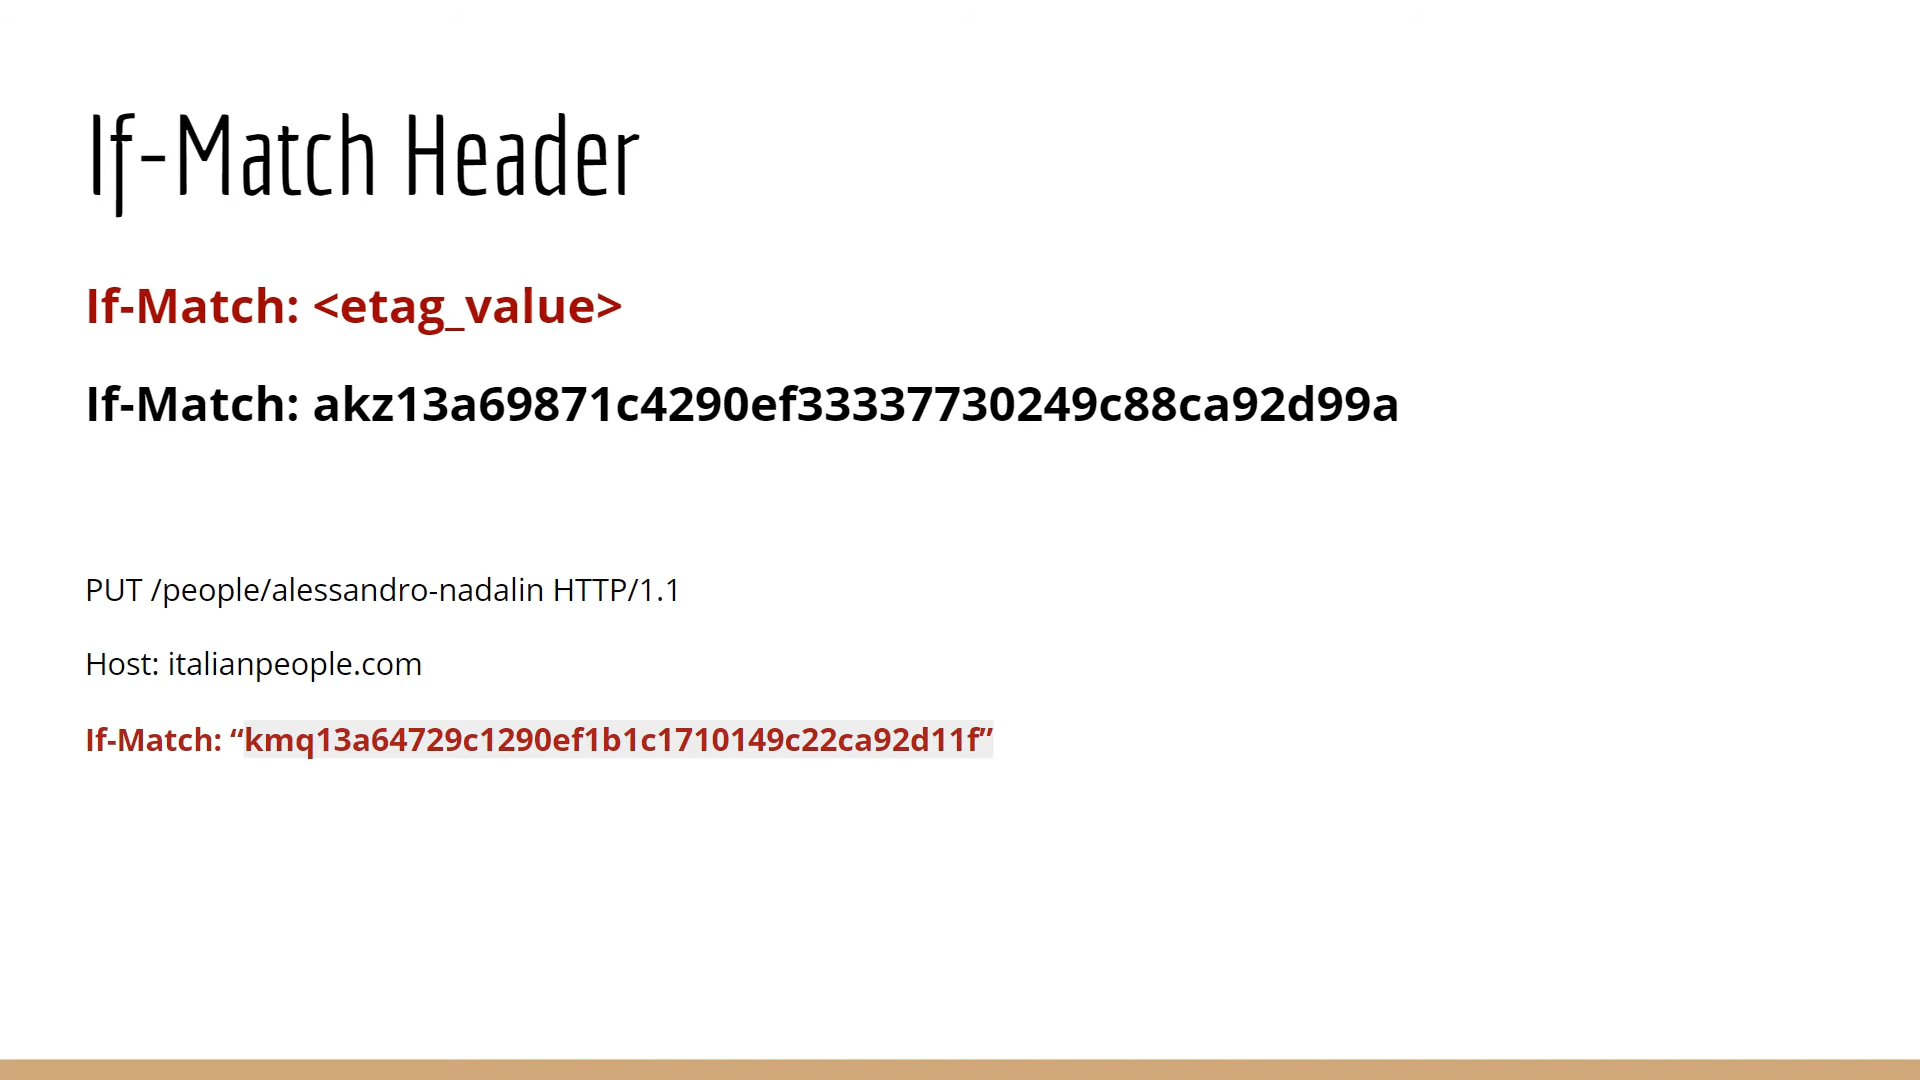 If-Match Header
If-Match: <etag_value>
If-Match: akz13a69871c4290ef33337730249c88ca92d99a
PUT /people/alessandro-nadalin HTTP/1.1
Host: italianpeople.com
If-Match: “kmq13a64729c1290ef1b1c1710149c22ca92d11f”